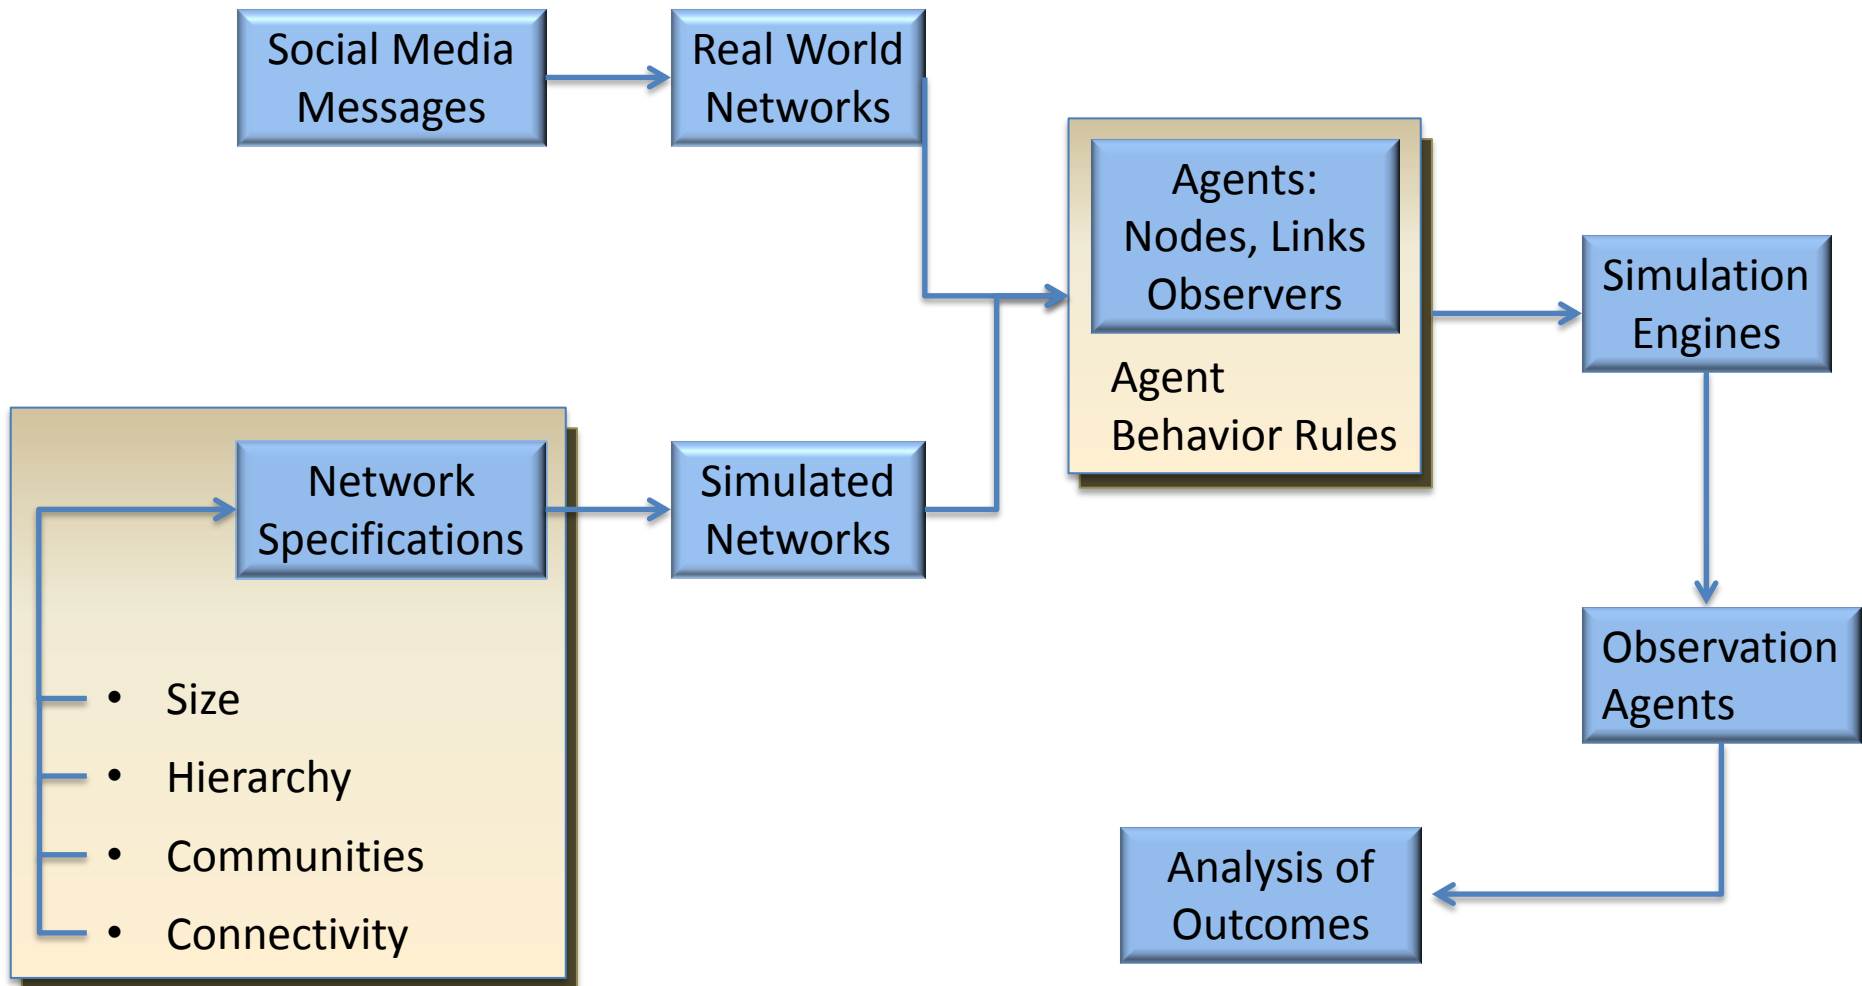 Social Media
Messages
Real World
Networks
Agents:
Nodes, Links
Observers
Agent
Behavior Rules
Simulation
Engines
Network
Specifications
Simulated
Networks
• Size
• Hierarchy
• Communities
• Connectivity
Observation
Agents
Analysis of
Outcomes